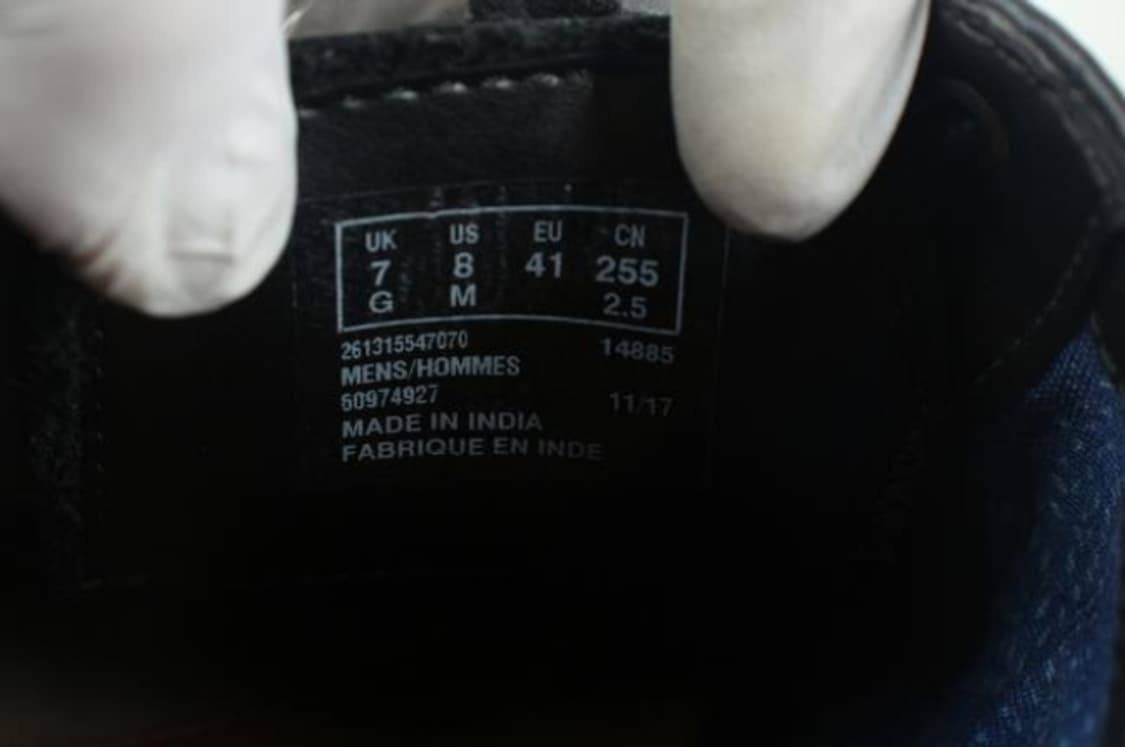 UK US EU CN
7 8 41 255
G M 2.5
261315547070 14885
MENS/HOMMES
50974927 11/17
MADE IN INDIA
FABRIQUE EN INDE